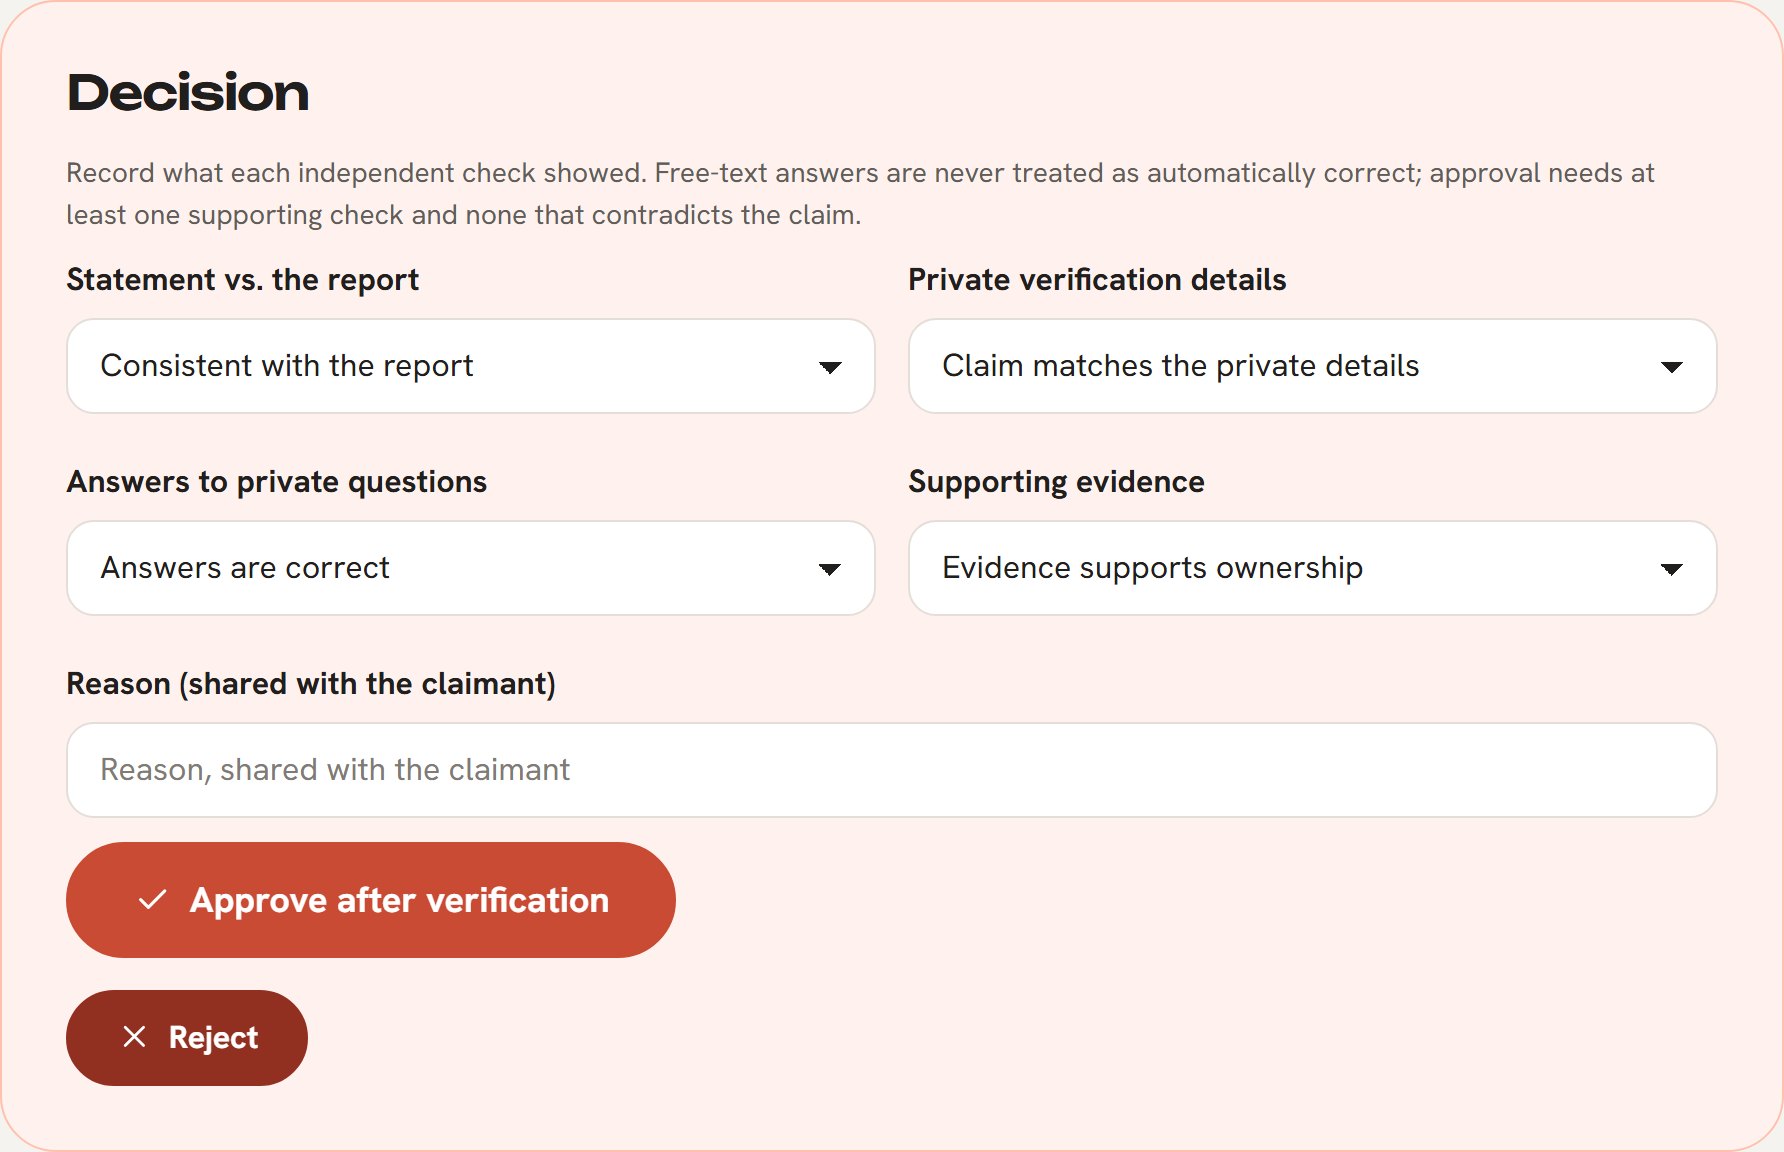 Decision
Record what each independent check showed. Free-text answers are never treated as automatically correct; approval needs at
least one supporting check and none that contradicts the claim.
Statement vs. the report
Private verification details
Consistent with the report
Claim matches the private details
Answers to private questions
Supporting evidence
Answers are correct
Evidence supports ownership
Reason (shared with the claimant)
Reason, shared with the claimant
Approve after verification
Reject